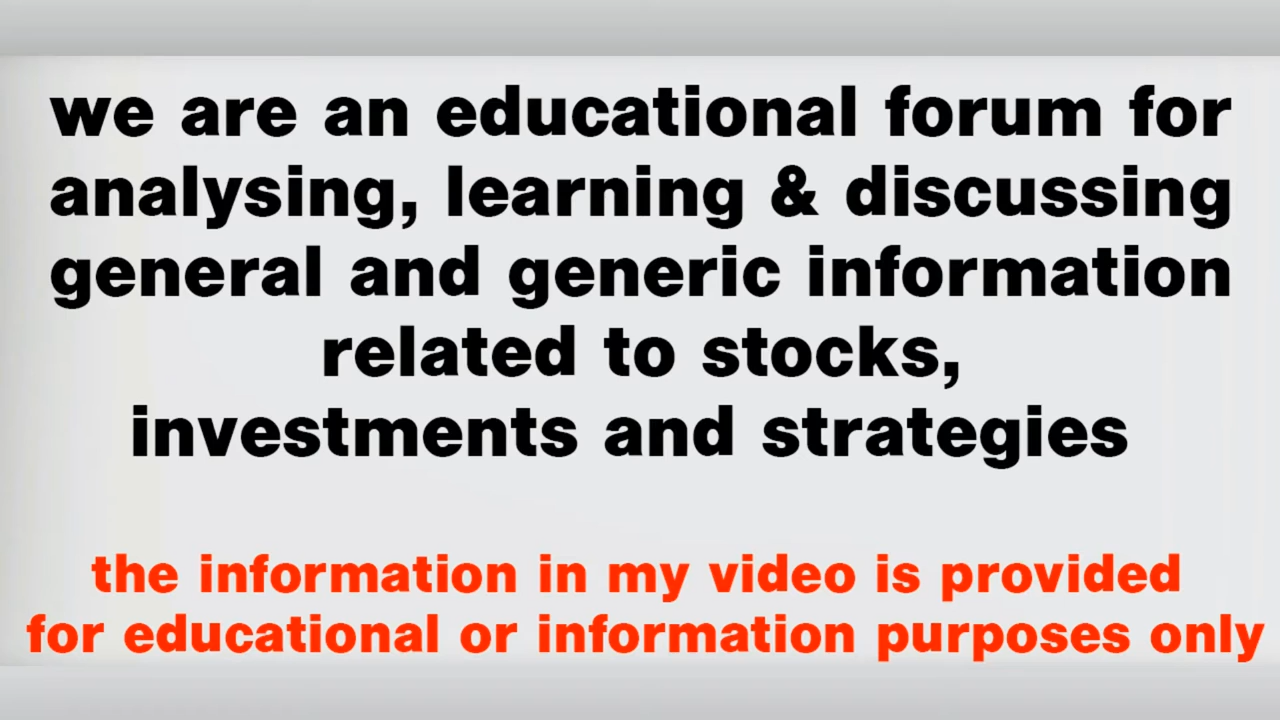 we are an educational forum for
analysing, learning & discussing
general and generic information
related to stocks,
investments and strategies
the information in my video is provided
for educational or information purposes only